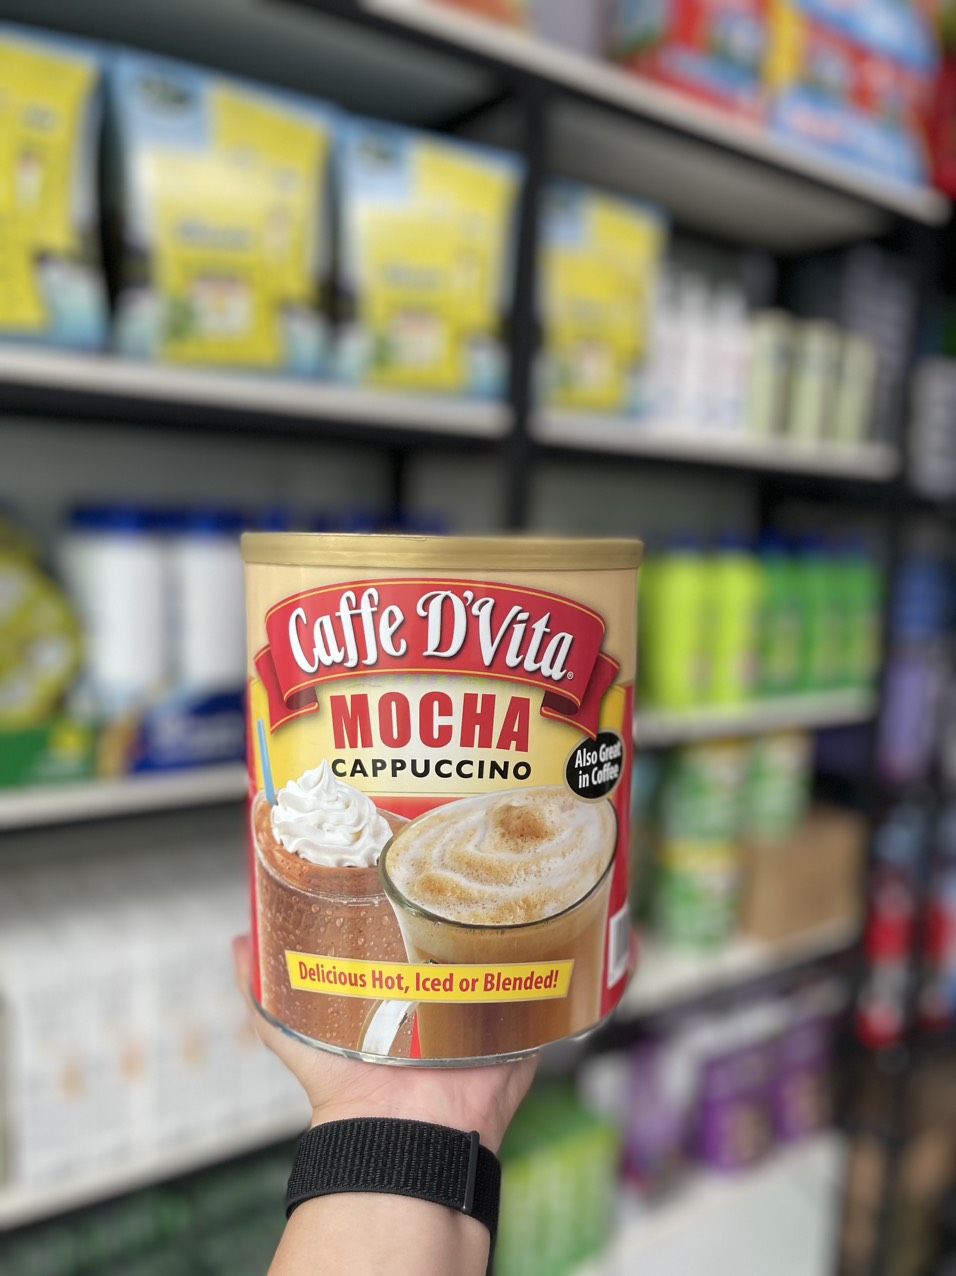 Caffe D'Vita®
MOCHA
CAPPUCCINO
Also Great
in Coffee
Delicious Hot, Iced or Blended!